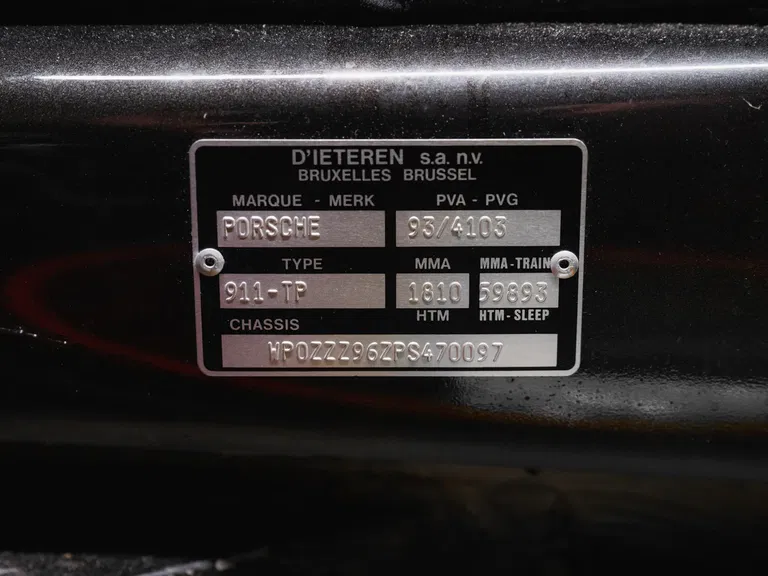 D'IETEREN s.a. n.v.
BRUXELLES BRUSSEL
MARQUE - MERK PVA - PVG
PORSCHE 93/4103
TYPE MMA MMA-TRAIN
911-TP 1810 59893
HTM HTM-SLEEP
CHASSIS
WP0ZZZ96ZPS470097